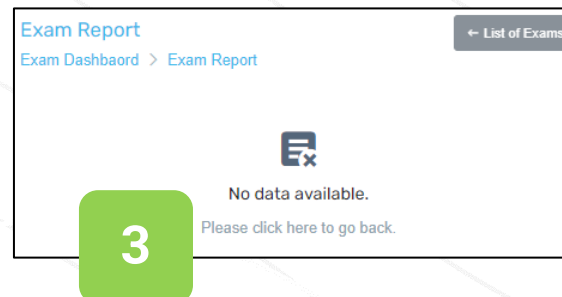 Exam Report
← List of Exams
Exam Dashbaord > Exam Report
No data available.
Please click here to go back.
3